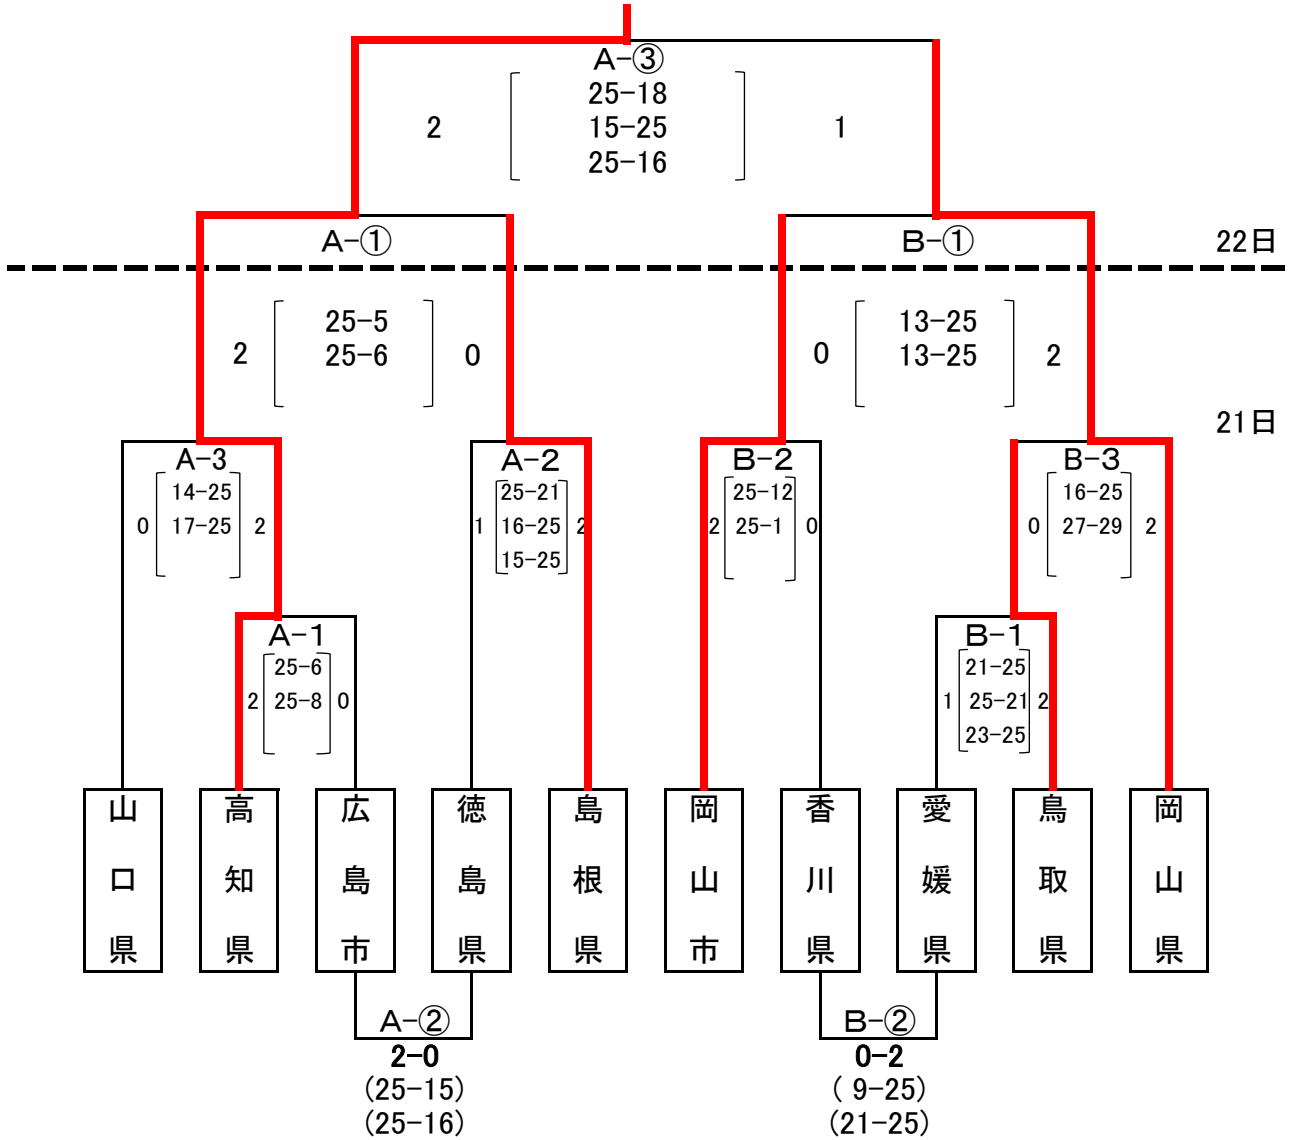 A-③
25-18
2 15-25 1
25-16
A-① B-① 22日
25-5 13-25
2 25-6 0 0 13-25 2
21日
A-3 A-2 B-2 B-3
14-25 25-21 25-12 16-25
0 17-25 2 1 16-25 2 2 25-1 0 0 27-29 2
15-25
A-1 B-1
25-6 21-25
2 25-8 0 1 25-21 2
23-25
山口県
高知県
広島市
徳島県
島根県
岡山市
香川県
愛媛県
鳥取県
岡山県
A-② B-②
2-0 0-2
(25-15) ( 9-25)
(25-16) (21-25)